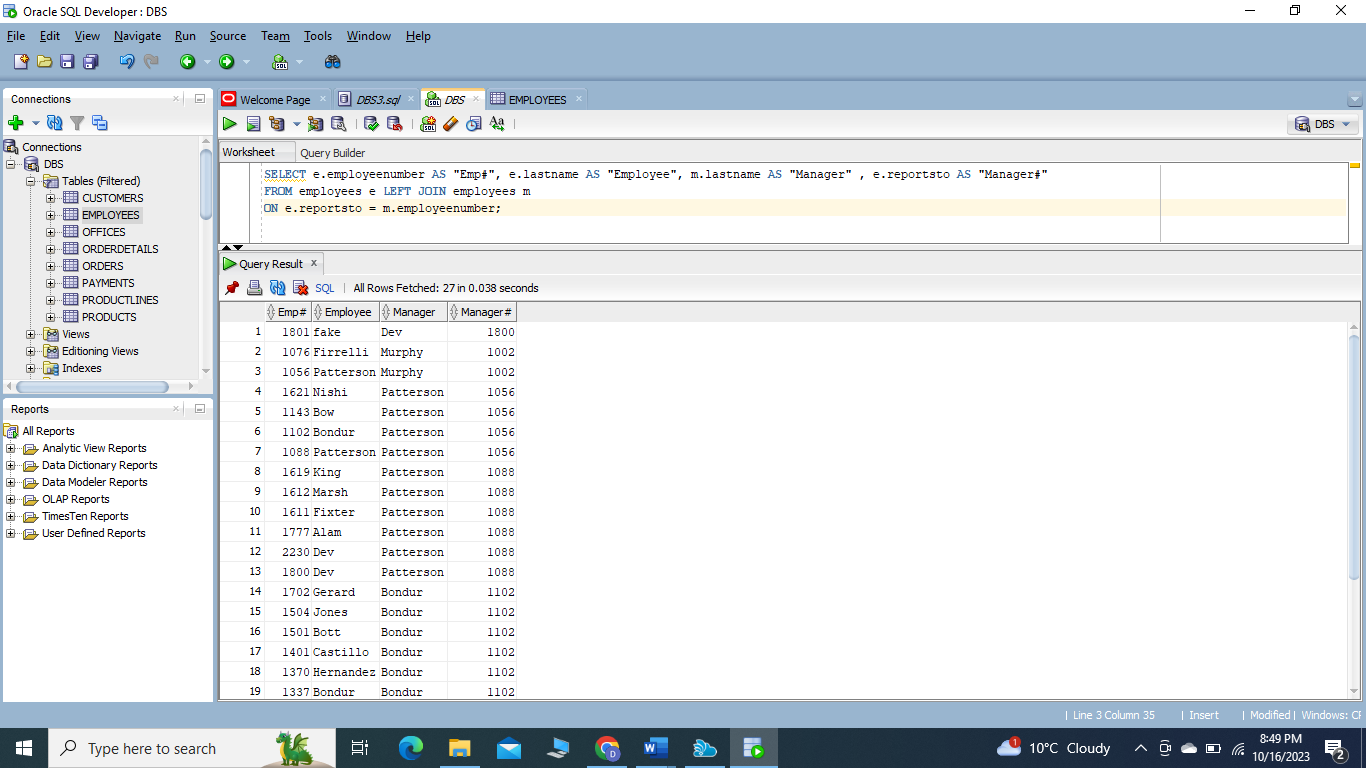 Oracle SQL Developer : DBS
File Edit View Navigate Run Source Team Tools Window Help
Connections
Welcome Page DBS3.sql DBS EMPLOYEES
DBS
Worksheet Query Builder
Connections
DBS
Tables (Filtered)
CUSTOMERS
EMPLOYEES
OFFICES
ORDERDETAILS
ORDERS
PAYMENTS
PRODUCTLINES
PRODUCTS
Views
Editioning Views
Indexes
SELECT e.employeenumber AS "Emp#", e.lastname AS "Employee", m.lastname AS "Manager" , e.reportsto AS "Manager#"
FROM employees e LEFT JOIN employees m
ON e.reportsto = m.employeenumber;
Query Result
SQL | All Rows Fetched: 27 in 0.038 seconds
Emp# Employee Manager Manager#
1 1801 fake Dev 1800
2 1076 Firrelli Murphy 1002
3 1056 Patterson Murphy 1002
4 1621 Nishi Patterson 1056
5 1143 Bow Patterson 1056
6 1102 Bondur Patterson 1056
7 1088 Patterson Patterson 1056
8 1619 King Patterson 1088
9 1612 Marsh Patterson 1088
10 1611 Fixter Patterson 1088
11 1777 Alam Patterson 1088
12 2230 Dev Patterson 1088
13 1800 Dev Patterson 1088
14 1702 Gerard Bondur 1102
15 1504 Jones Bondur 1102
16 1501 Bott Bondur 1102
17 1401 Castillo Bondur 1102
18 1370 Hernandez Bondur 1102
19 1337 Bondur Bondur 1102
Reports
All Reports
Analytic View Reports
Data Dictionary Reports
Data Modeler Reports
OLAP Reports
TimesTen Reports
User Defined Reports
| Line 3 Column 35 | Insert | Modified | Windows: CF
Type here to search
1
10°C Cloudy
8:49 PM
10/16/2023
2